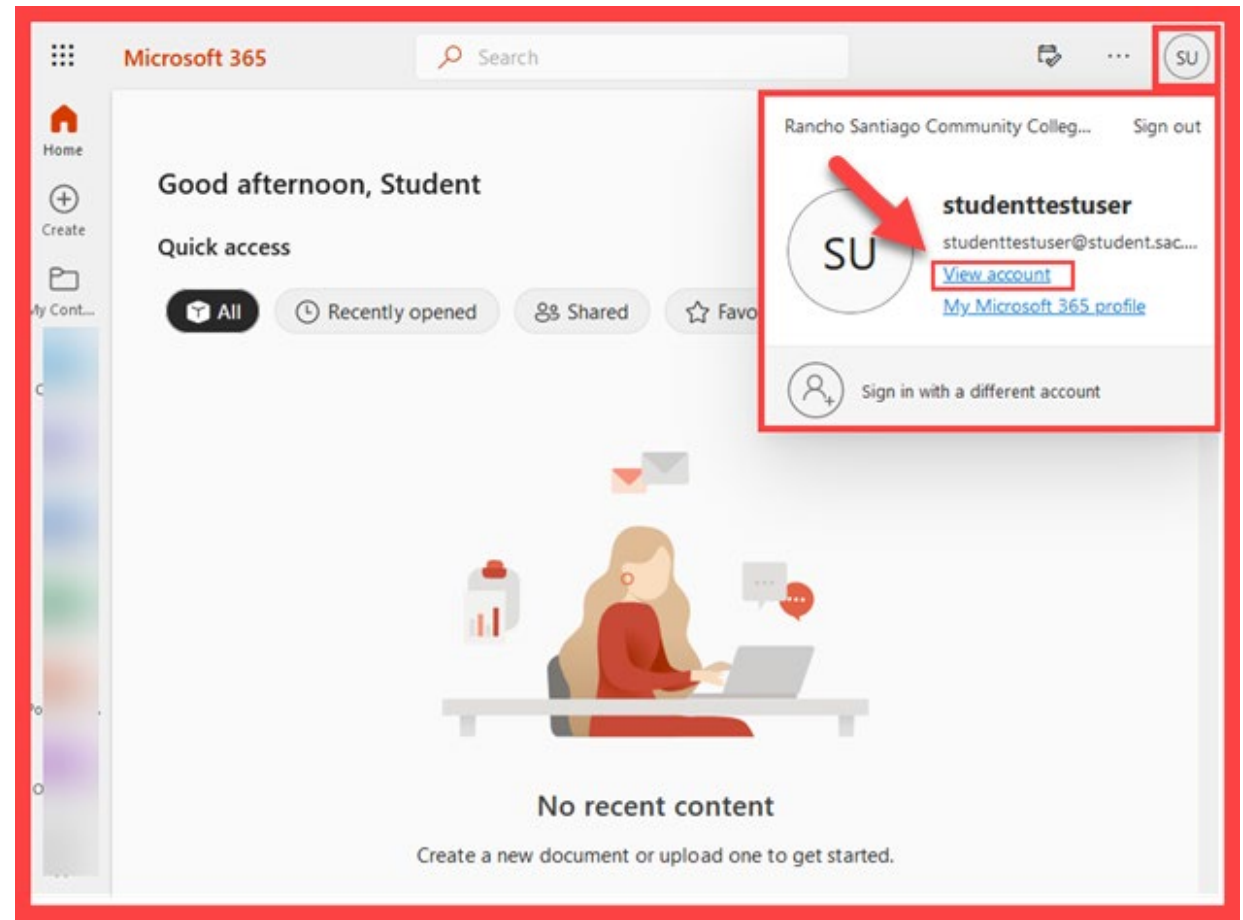 Microsoft 365
Search
...
SU
Home
Create
My Cont...
Good afternoon, Student
Quick access
All
Recently opened
Shared
Favo
Rancho Santiago Community Colleg...
Sign out
SU
studenttestuser
studenttestuser@student.sac....
View account
My Microsoft 365 profile
Sign in with a different account
No recent content
Create a new document or upload one to get started.